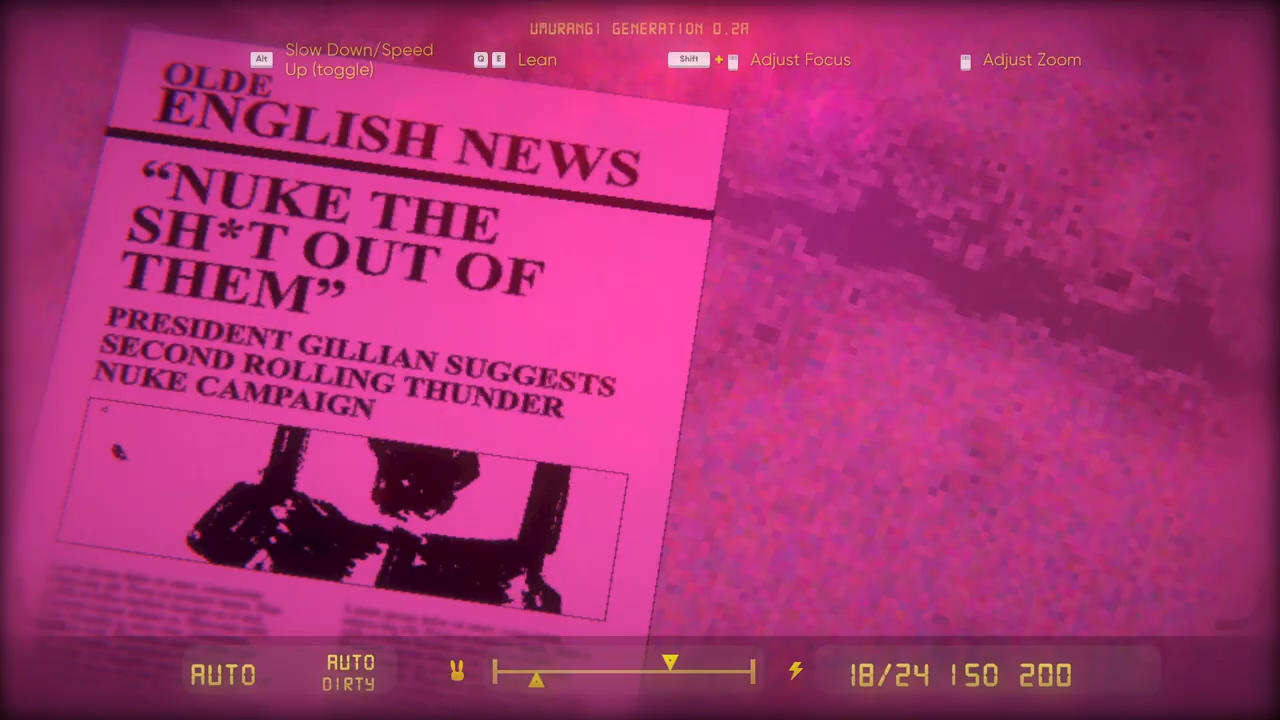 UMURANGI GENERATION 0.2A
Alt Slow Down/Speed
Up (toggle)
Q E Lean
Shift + Adjust Focus
Adjust Zoom
OLDE
ENGLISH NEWS
“NUKE THE
SH*T OUT OF
THEM”
PRESIDENT GILLIAN SUGGESTS
SECOND ROLLING THUNDER
NUKE CAMPAIGN
AUTO
AUTO
DIRTY
18/24 150 200